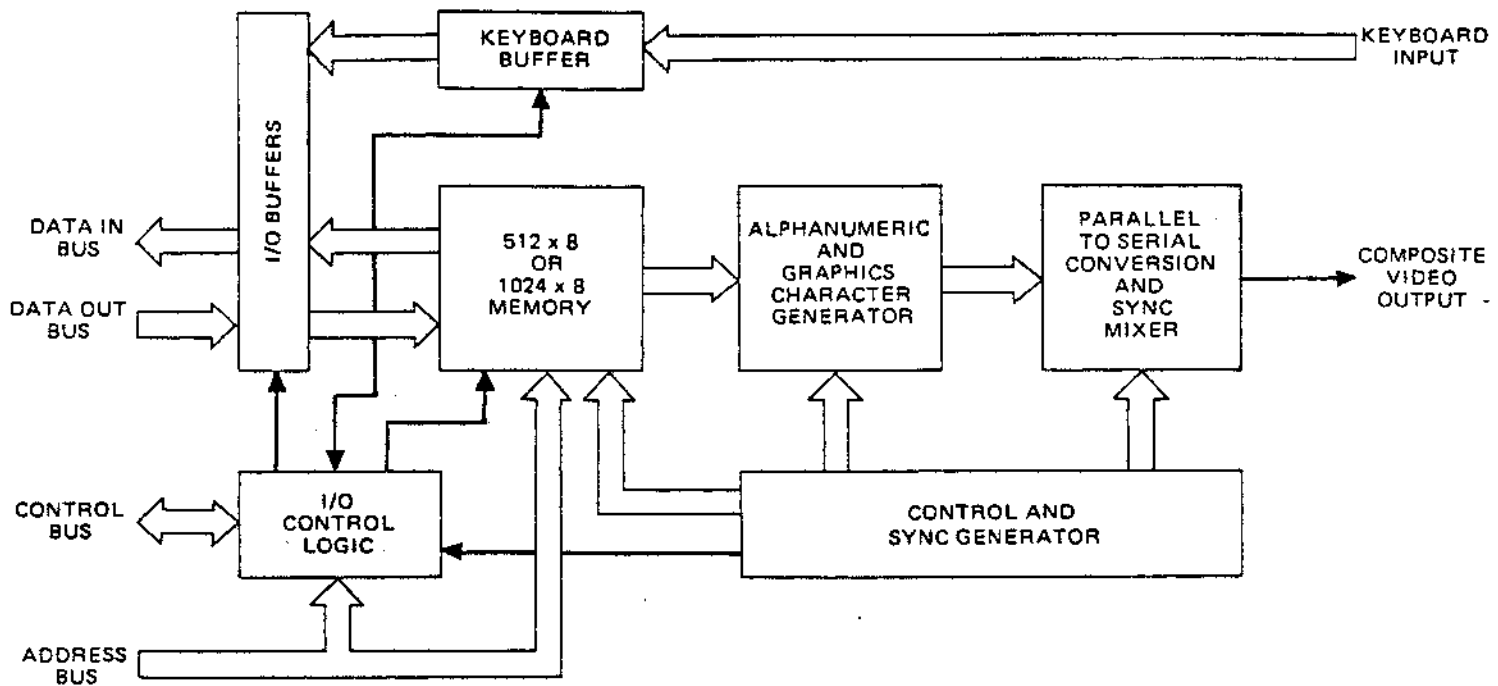 KEYBOARD
BUFFER
KEYBOARD
INPUT
I/O BUFFERS
DATA IN
BUS
DATA OUT
BUS
512 x 8
OR
1024 x 8
MEMORY
ALPHANUMERIC
AND
GRAPHICS
CHARACTER
GENERATOR
PARALLEL
TO SERIAL
CONVERSION
AND
SYNC
MIXER
COMPOSITE
VIDEO
OUTPUT
CONTROL
BUS
I/O
CONTROL
LOGIC
CONTROL AND
SYNC GENERATOR
ADDRESS
BUS